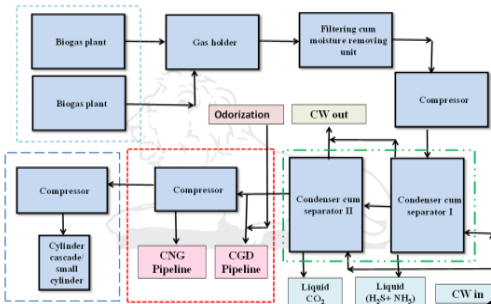 Biogas plant
Gas holder
Filtering cum
moisture removing
unit
Biogas plant
Compressor
Odorization
CW out
Compressor
Compressor
Condenser cum
separator II
Condenser cum
separator I
Cylinder
cascade/
small
cylinder
CNG
Pipeline
CGD
Pipeline
Liquid
CO₂
Liquid
(H₂S+ NH₃)
CW in